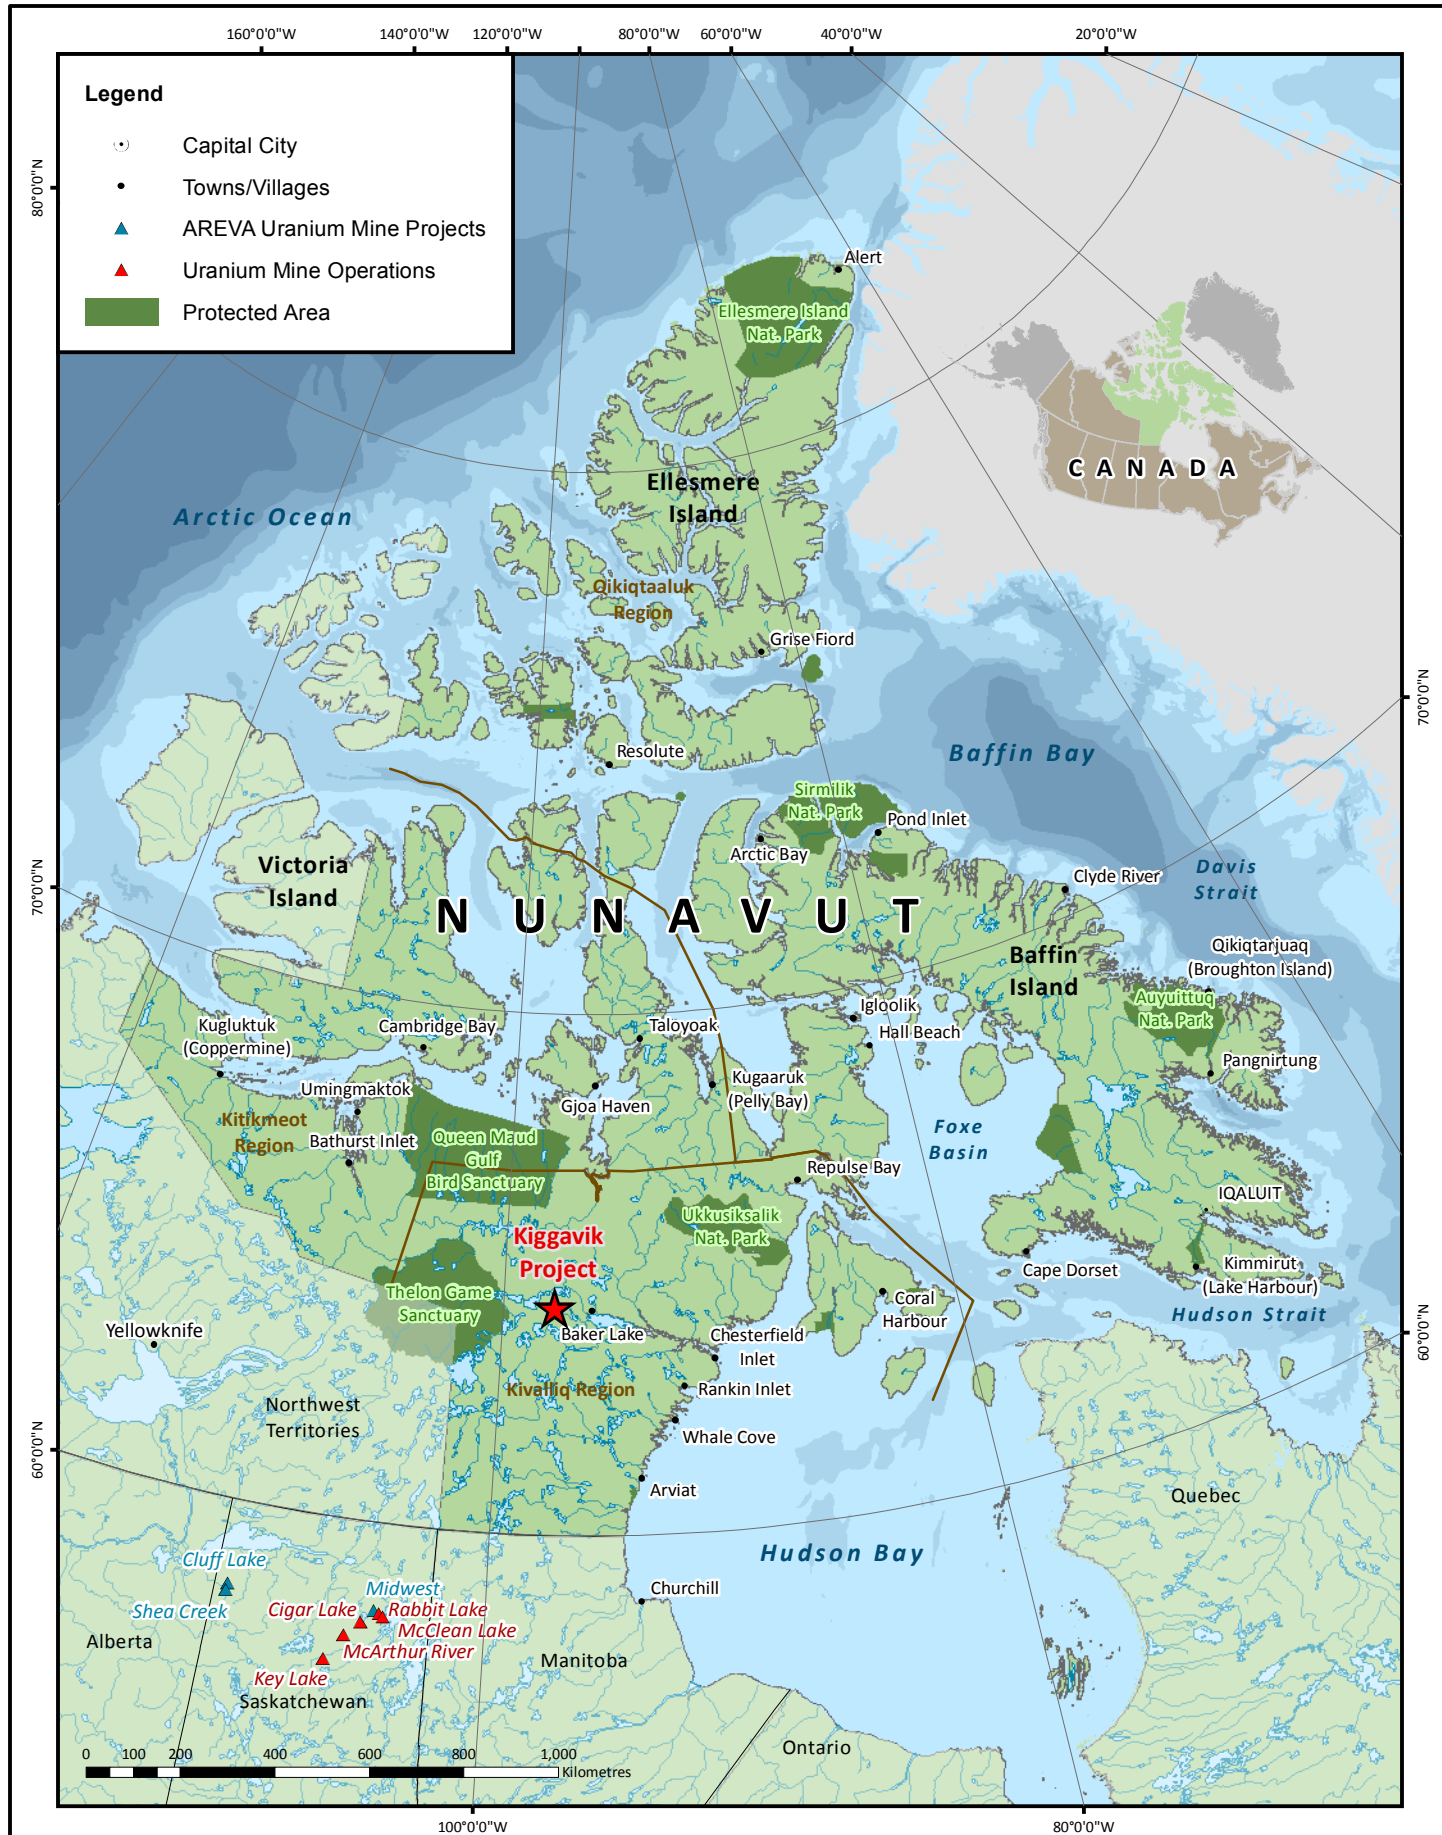 160°0'0"W
140°0'0"W
120°0'0"W
80°0'0"W
60°0'0"W
40°0'0"W
20°0'0"W
Legend
Capital City
Towns/Villages
AREVA Uranium Mine Projects
Uranium Mine Operations
Protected Area
80°0'0"N
Alert
Ellesmere Island
Nat. Park
CANADA
Ellesmere
Island
Arctic Ocean
Qikiqtaaluk
Region
Grise Fiord
70°0'0"N
Resolute
Baffin Bay
Sirmilik
Nat. Park
Pond Inlet
Arctic Bay
Victoria
Island
70°0'0"N
Clyde River
Davis
Strait
NUNAVUT
Baffin
Island
Qikiqtarjuaq
(Broughton Island)
Auyuittuq
Nat. Park
Igloolik
Hall Beach
Kugluktuk
(Coppermine)
Cambridge Bay
Taloyoak
Pangnirtung
Umingmaktok
Kugaaruk
(Pelly Bay)
Gjoa Haven
Kitikmeot
Region
Bathurst Inlet
Queen Maud
Gulf
Bird Sanctuary
Foxe
Basin
Repulse Bay
IQALUIT
Ukkusiksalik
Nat. Park
Kiggavik
Project
Cape Dorset
Kimmirut
(Lake Harbour)
Thelon Game
Sanctuary
Coral
Harbour
Hudson Strait
60°0'0"N
Yellowknife
Baker Lake
Chesterfield
Inlet
Kivalliq Region
Rankin Inlet
Northwest
Territories
Whale Cove
60°0'0"N
Arviat
Quebec
Hudson Bay
Cluff Lake
Shea Creek
Midwest
Churchill
Cigar Lake
Rabbit Lake
McClean Lake
Alberta
McArthur River
Manitoba
Key Lake
Saskatchewan
Ontario
0 100 200 400 600 800 1,000
Kilometres
100°0'0"W
80°0'0"W